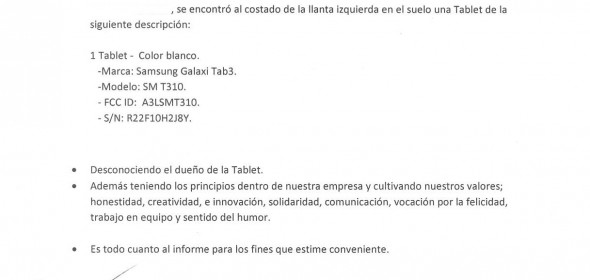 , se encontró al costado de la llanta izquierda en el suelo una Tablet de la
siguiente descripción:
1 Tablet - Color blanco.
-Marca: Samsung Galaxi Tab3.
-Modelo: SM T310.
- FCC ID: A3LSMT310.
- S/N: R22F10H2J8Y.
• Desconociendo el dueño de la Tablet.
• Además teniendo los principios dentro de nuestra empresa y cultivando nuestros valores;
honestidad, creatividad, e innovación, solidaridad, comunicación, vocación por la felicidad,
trabajo en equipo y sentido del humor.
• Es todo cuanto al informe para los fines que estime conveniente.